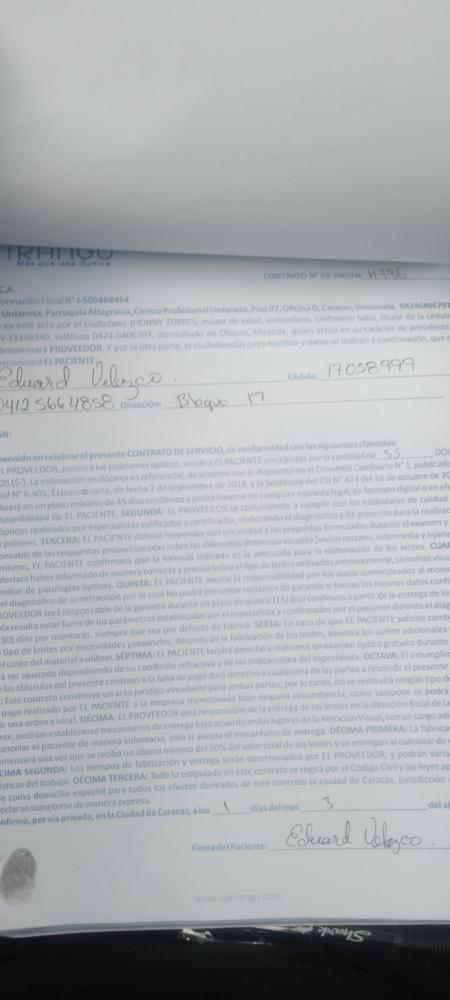 TRANGO
Más que una Óptica
CONTRATO N° DE ORDEN 11796
C.A.
formación Fiscal N° J-505868454
Urdaneta, Parroquia Altagracia, Centro Profesional Urdaneta, Piso 07, Oficina D, Caracas, Venezuela. 0424640679
en este acto por el ciudadano JHONNY TORRES, mayor de edad, venezolano, civilmente hábil, titular de la cédula
V-18348340, teléfono 0424-6406797, domiciliado en Chacao, Miranda, quien actúa en su carácter de presidente
denominará PROVEEDOR. Y por la otra parte, el ciudadano(a) cuyo nombre y datos se indican a continuación, que
enominará EL PACIENTE:
Eduard Velazco. Cédula: 17058999
0412 5664858 Dirección: Bloque 17
N:
nvenido en celebrar el presente CONTRATO DE SERVICIO, de conformidad con las siguientes cláusulas:
L PROVEEDOR, previo a los exámenes ópticos, vende a EL PACIENTE unos lentes por la cantidad de 35 DÓ
OS ($-). La estimación en dólares es referencial, de acuerdo con lo dispuesto en el Convenio Cambiario N° 1, publicado
ial N° 6.405, Extraordinaria, de fecha 7 de septiembre de 2018, y la Sentencia del TSJ N° 424 del 16 de octubre de 20
lizará en un plazo máximo de 45 días continuos y podrá hacerse en cualquier moneda legal, en formato digital o en efe
sponibilidad de EL PACIENTE. SEGUNDA: EL PROVEEDOR se compromete a cumplir con los estándares de calidad
ópticos realizados por especialistas calificados y certificados, elaborando el diagnóstico y RX prescrito para la realizac
prótesis. TERCERA: EL PACIENTE deberá responder con sinceridad a las preguntas formuladas durante el examen y
onsable de las respuestas proporcionadas sobre las diferentes distancias visuales (visión cercana, intermedia y lejana
mismo, EL PACIENTE confirmará que la fórmula indicada es la adecuada para la elaboración de los lentes. CUAR
declara haber informado de manera correcta y precisa sobre el tipo de lentes utilizados anteriormente, síntomas visua
miliar de patologías ópticas. QUINTA: EL PACIENTE asume la responsabilidad por los datos suministrados al mom
el diagnostico de su refracción por lo cual No podrá presentar reclamos de garantía si fueran los mismos datos confi
OVEEDOR será responsable de la garantía durante un plazo de quince (15) días continuos a partir de la entrega de lo
ula resulta estar fuera de los parámetros establecidos por el especialista y confirmados por el paciente durante el diag
30) días por monturas, siempre que sea por defecto de fábrica. SEXTA: En caso de que EL PACIENTE solicite camb
tipo de lentes por necesidades personales, después de la fabricación de los lentes, asumirá los costos adicionales
el costo del material a utilizar. SÉPTIMA: EL PACIENTE tendrá derecho a realizarse un examen óptico gratuito durante
á ser ajustado dependiendo de su condición refractiva y de las indicaciones del especialista. OCTAVA: El incumplim
e las cláusulas del presente contrato o la falta de pago dará derecho a cualquiera de las partes a rescindir el presente
: Este contrato constituye un acto jurídico vinculante para ambas partes; por lo tanto, no se restituirá ningún tipo d
pago realizado por EL PACIENTE a la empresa mencionada bajo ninguna circunstancia, como tampoco se podrá
e una orden a otra). DÉCIMA: EL PROVEEDOR será responsable de la entrega de los lentes en la dirección fiscal de la
nte, podrían establecerse mecanismos de entrega bajo acuerdo en los lugares de la Atención Visual, con un cargo adi
ancelar el paciente de manera voluntaria, solo si acepta el mecanismo de entrega. DÉCIMA PRIMERA: La fabrica
menzará una vez que se reciba un abono mínimo del 50% del valor total de los lentes y se entregan al culminar de
CIMA SEGUNDA: Los tiempos de fabricación y entrega serán determinados por EL PROVEEDOR, y podrán varia
ísticas del trabajo. DÉCIMA TERCERA: Todo lo estipulado en este contrato se regirá por el Código Civil y las leyes ap
e como domicilio especial para todos los efectos derivados de este contrato la ciudad de Caracas, jurisdicción
eclaran someterse de manera expresa.
nfirmo, por vía privada, en la Ciudad de Caracas, a los 1 días del mes 3 del a
Firma del Paciente: Eduard Velazco.
www.optirango.com